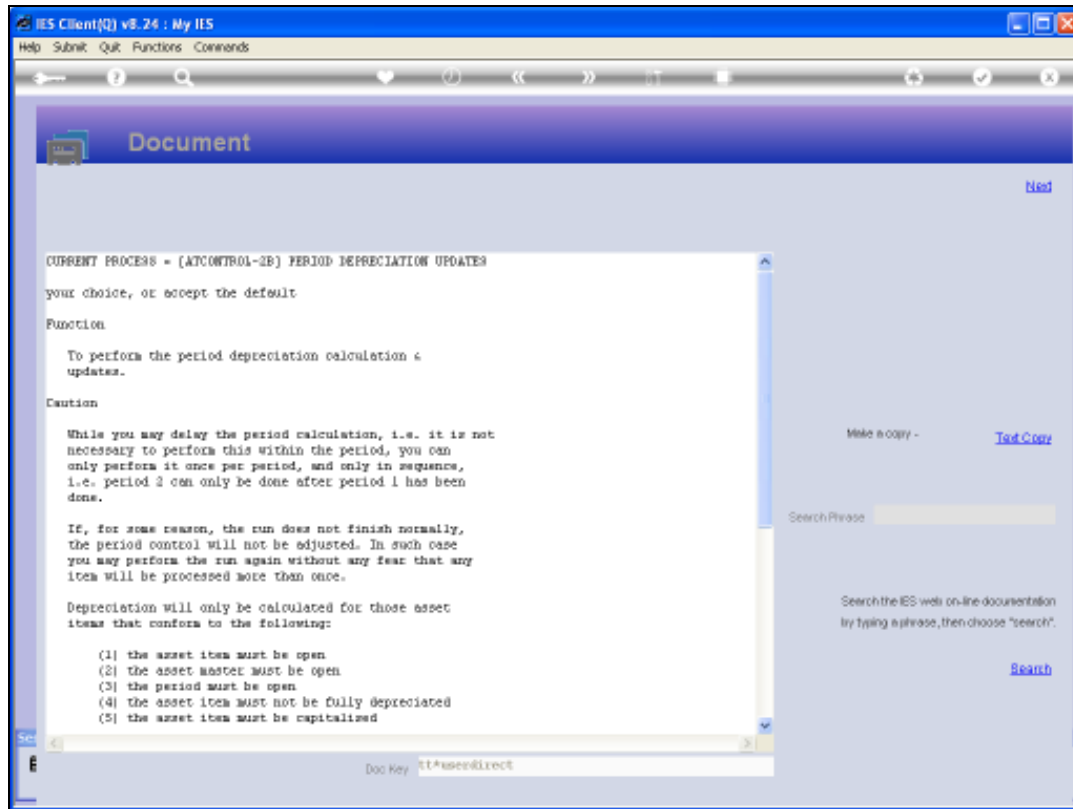 IES Client(Q) v8.24 : My IES
Help Submit Quit Functions Commands
Document
Next
CURRENT PROCESS = [ATCONTROL-2B] PERIOD DEPRECIATION UPDATES
your choice, or accept the default
Function
To perform the period depreciation calculation &
updates.
Caution
While you may delay the period calculation, i.e. it is not
necessary to perform this within the period, you can
only perform it once per period, and only in sequence,
i.e. period 2 can only be done after period 1 has been
done.
If, for some reason, the run does not finish normally,
the period control will not be adjusted. In such case
you may perform the run again without any fear that any
item will be processed more than once.
Depreciation will only be calculated for those asset
items that conform to the following:
(1) the asset item must be open
(2) the asset master must be open
(3) the period must be open
(4) the asset item must not be fully depreciated
(5) the asset item must be capitalized
Make a copy -
Text Copy
Search Phrase
Search the IES web on-line documentation
by typing a phrase, then choose "search".
Search
Ses
Doc Key tt*userdirect